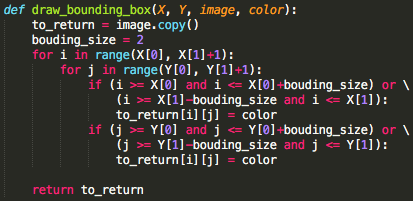 def draw_bounding_box(X, Y, image, color):
    to_return = image.copy()
    bouding_size = 2
    for i in range(X[0], X[1]+1):
        for j in range(Y[0], Y[1]+1):
            if (i >= X[0] and i <= X[0]+bouding_size) or \
                (i >= X[1]-bouding_size and i <= X[1]):
                to_return[i][j] = color
            if (j >= Y[0] and j <= Y[0]+bouding_size) or \
                (j >= Y[1]-bouding_size and j <= Y[1]):
                to_return[i][j] = color
    return to_return